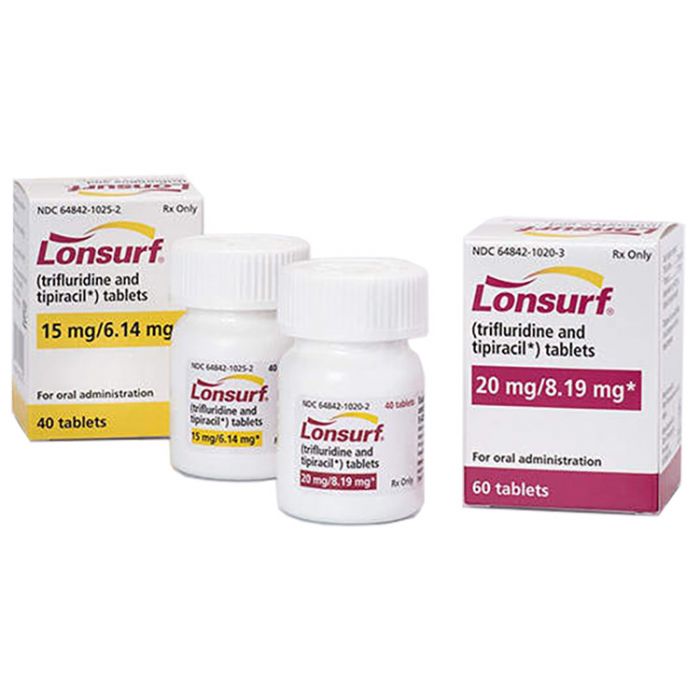 Lonsurf
NDC 64842-1025-2 Rx Only
Lonsurf®
(trifluridine and
tipiracil*) tablets
15 mg/6.14 mg
For oral administration
40 tablets
NDC 64842-1025-2 40
Lonsurf
(trifluridine and
tipiracil*) tablets
15 mg/6.14 mg*
NDC 64842-1020-2 40 tablets
Lonsurf®
(trifluridine and
tipiracil*) tablets
20 mg/8.19 mg*
Rx Only
Lonsurf
NDC 64842-1020-3 Rx Only
Lonsurf®
(trifluridine and
tipiracil*) tablets
20 mg/8.19 mg*
For oral administration
60 tablets